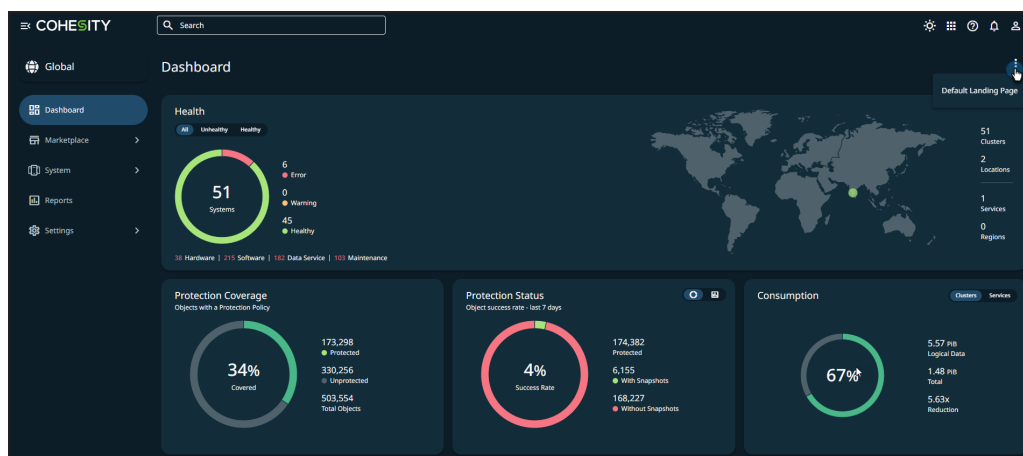 COHESITY
Search
Global
Dashboard
Default Landing Page
Dashboard
Marketplace
System
Reports
Settings
Health
All Unhealthy Healthy
51
Systems
6
Error
0
Warning
45
Healthy
38 Hardware | 215 Software | 182 Data Service | 103 Maintenance
51
Clusters
2
Locations
1
Services
0
Regions
Protection Coverage
Objects with a Protection Policy
34%
Covered
173,298
Protected
330,256
Unprotected
503,554
Total Objects
Protection Status
Object success rate - last 7 days
4%
Success Rate
174,382
Protected
6,155
With Snapshots
168,227
Without Snapshots
Consumption
Clusters Services
67%
5.57 PiB
Logical Data
1.48 PiB
Total
5.63x
Reduction